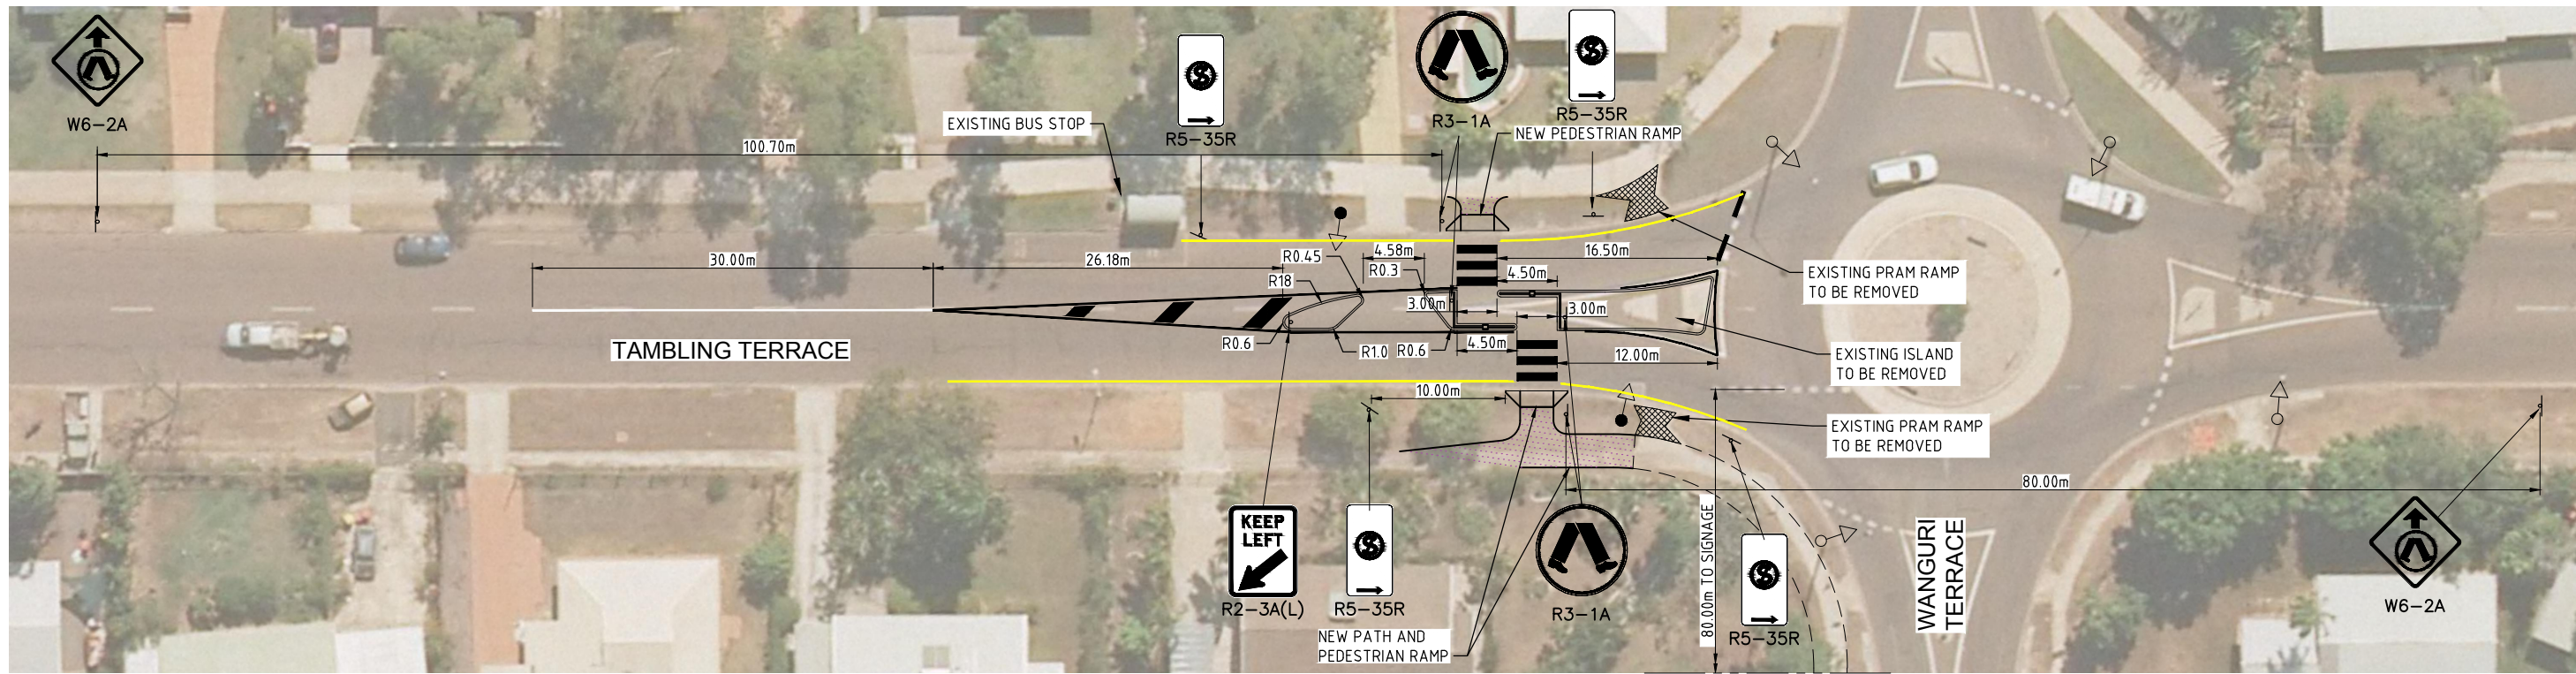 W6-2A
100.70m
EXISTING BUS STOP
R5-35R
R3-1A
R5-35R
NEW PEDESTRIAN RAMP
30.00m
26.18m
R0.45
4.58m
R0.3
16.50m
R18
4.50m
3.00m
3.00m
EXISTING PRAM RAMP
TO BE REMOVED
TAMBLING TERRACE
R0.6
R1.0
R0.6
4.50m
12.00m
EXISTING ISLAND
TO BE REMOVED
10.00m
EXISTING PRAM RAMP
TO BE REMOVED
80.00m
80.00m TO SIGNAGE
WANGURI
TERRACE
KEEP
LEFT
R2-3A(L)
S
R5-35R
R3-1A
S
R5-35R
W6-2A
NEW PATH AND
PEDESTRIAN RAMP
S
S